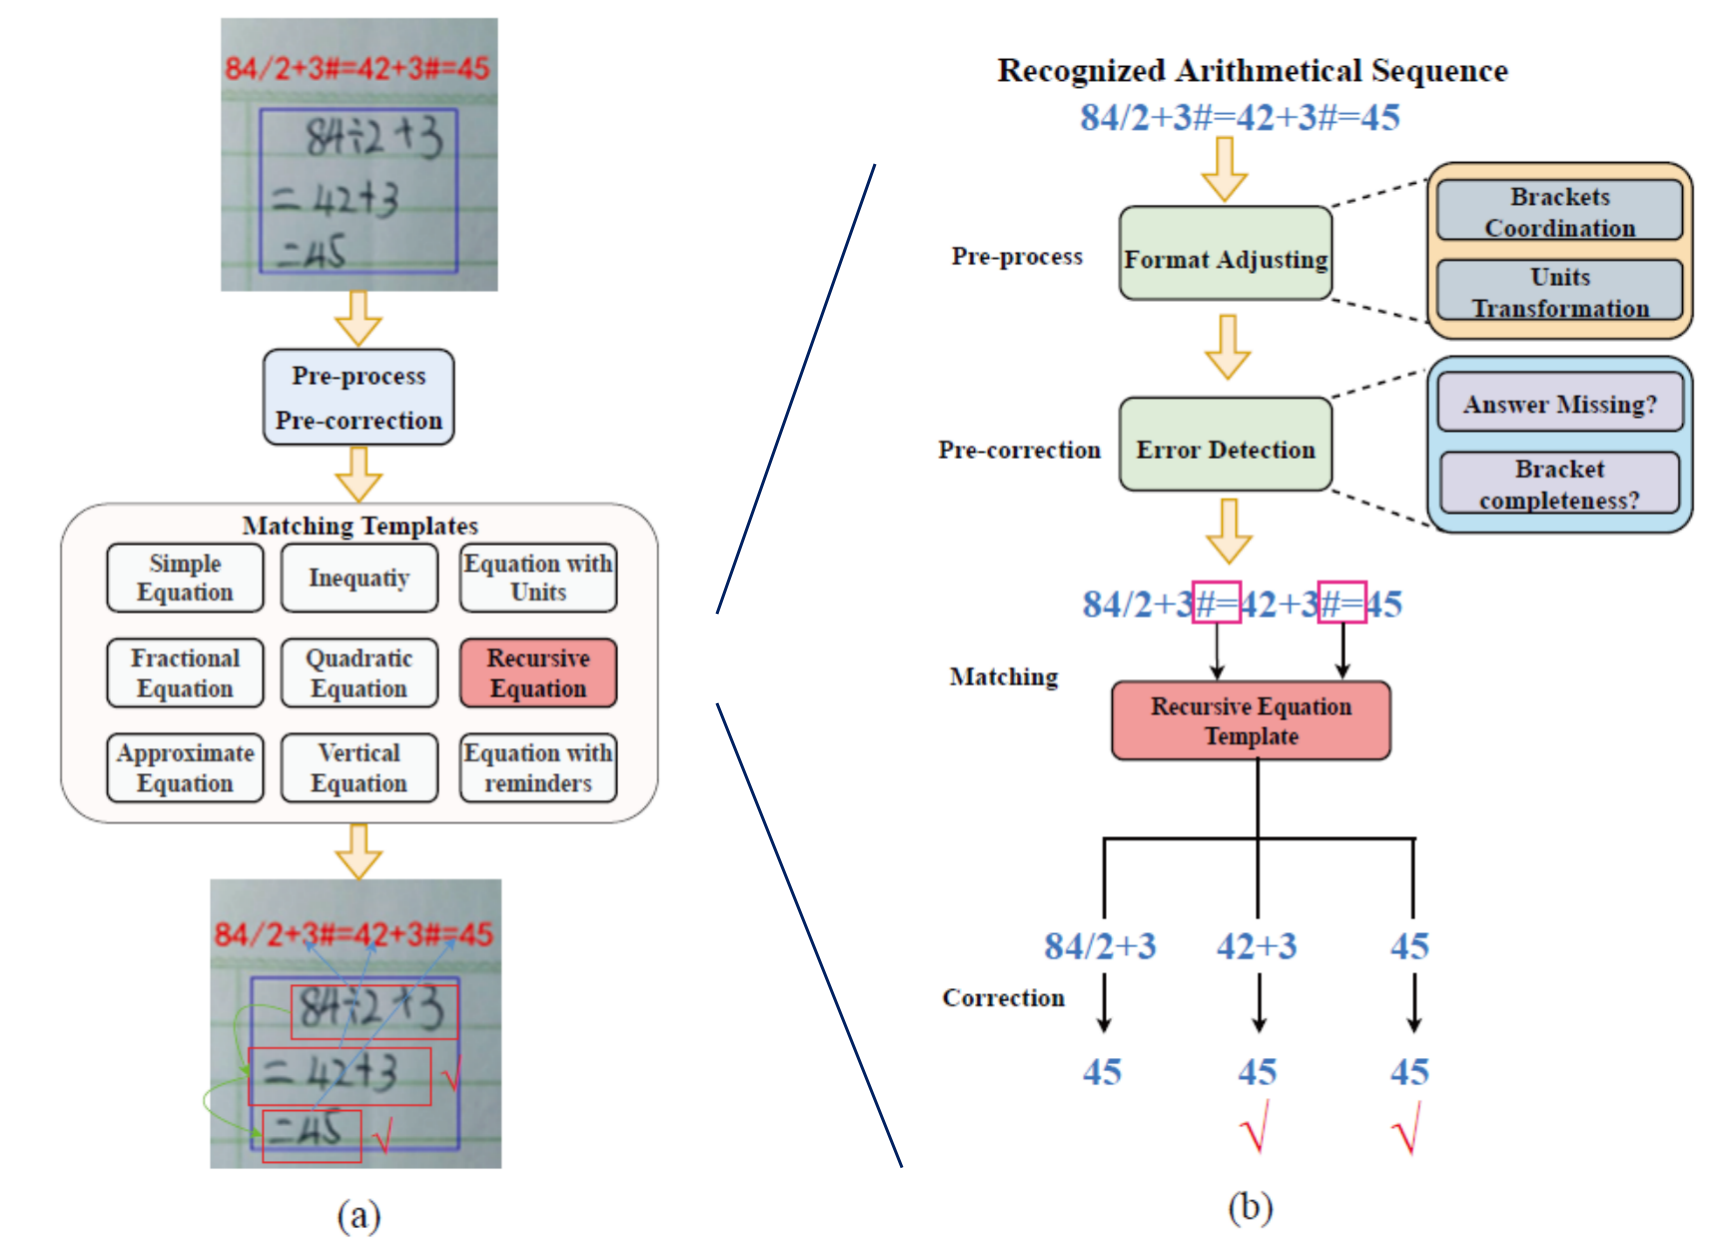 84/2+3#=42+3#=45
84÷2+3
=42+3
=45
Pre-process
Pre-correction
Matching Templates
Simple
Equation
Inequatiy
Equation with
Units
Fractional
Equation
Quadratic
Equation
Recursive
Equation
Approximate
Equation
Vertical
Equation
Equation with
reminders
84/2+3#=42+3#=45
84÷2+3
=42+3 √
=45 √
(a)
Recognized Arithmetical Sequence
84/2+3#=42+3#=45
Pre-process
Format Adjusting
Brackets
Coordination
Units
Transformation
Pre-correction
Error Detection
Answer Missing?
Bracket
completeness?
84/2+3#=42+3#=45
Matching
Recursive Equation
Template
84/2+3 42+3 45
Correction
45 45 45
√ √
(b)